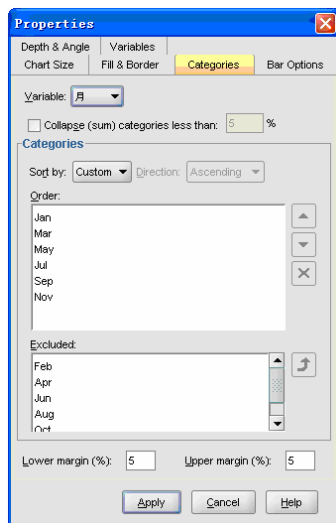 Properties
Depth & Angle Variables
Chart Size Fill & Border Categories Bar Options
Variable: 月
Collapse (sum) categories less than: 5 %
Categories
Sort by: Custom Direction: Ascending
Order:
Jan
Mar
May
Jul
Sep
Nov
Excluded:
Feb
Apr
Jun
Aug
Oct
Lower margin (%): 5 Upper margin (%): 5
Apply Cancel Help